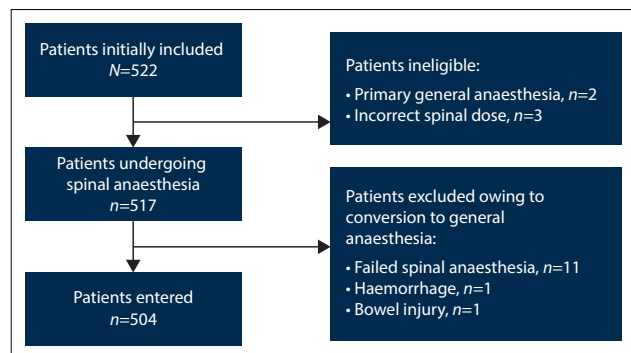 Patients initially included
N=522
Patients ineligible:
• Primary general anaesthesia, n=2
• Incorrect spinal dose, n=3
Patients undergoing
spinal anaesthesia
n=517
Patients excluded owing to
conversion to general
anaesthesia:
• Failed spinal anaesthesia, n=11
• Haemorrhage, n=1
• Bowel injury, n=1
Patients entered
n=504